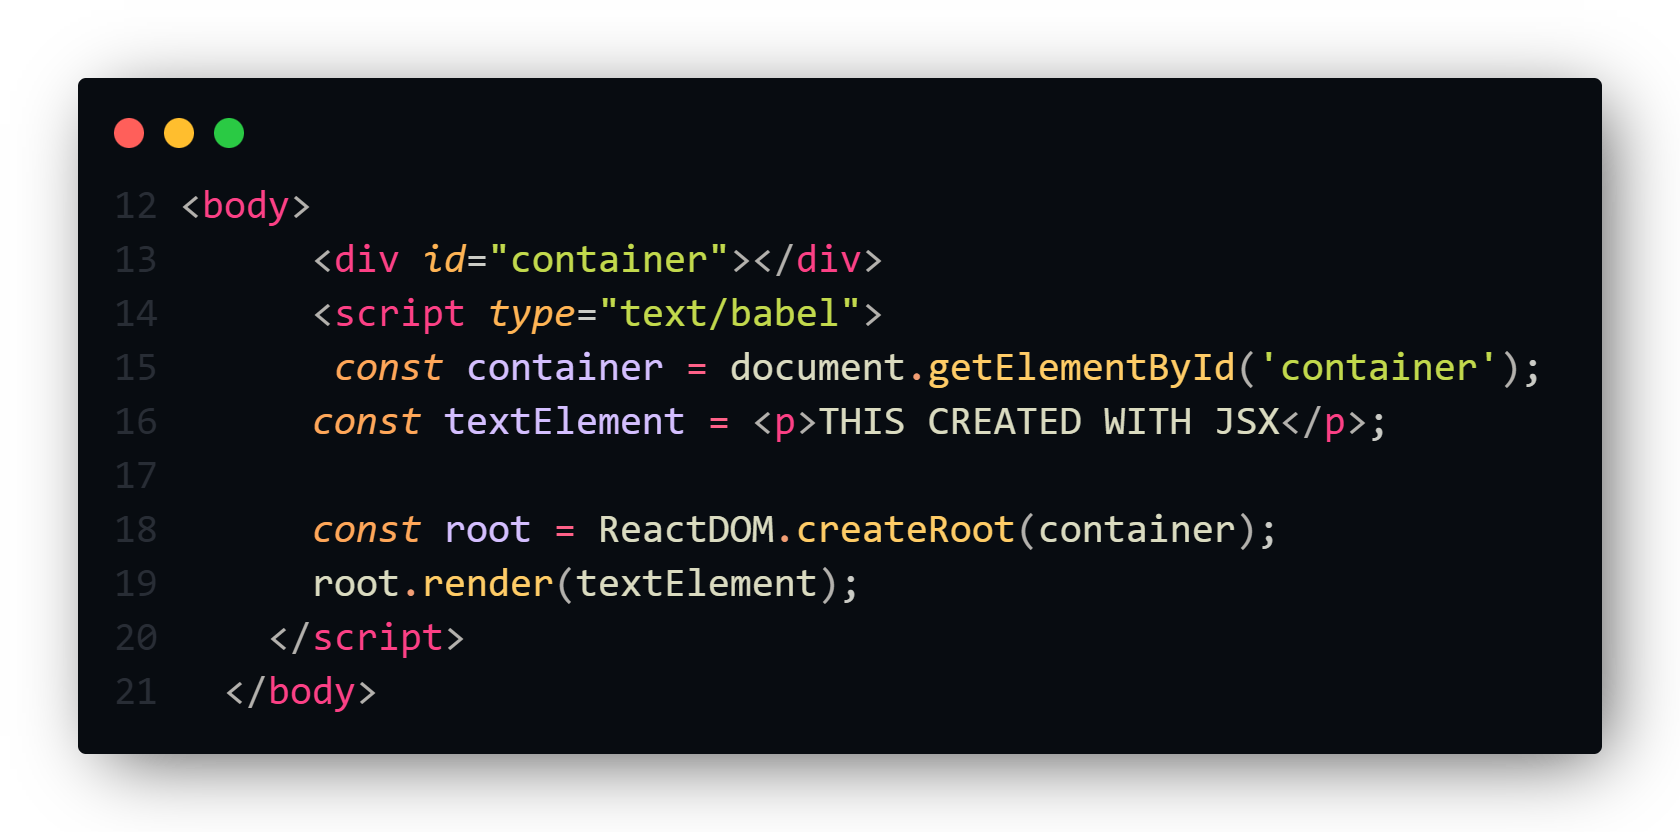 12 <body>
13       <div id="container"></div>
14       <script type="text/babel">
15        const container = document.getElementById('container');
16       const textElement = <p>THIS CREATED WITH JSX</p>;
17
18       const root = ReactDOM.createRoot(container);
19       root.render(textElement);
20     </script>
21   </body>